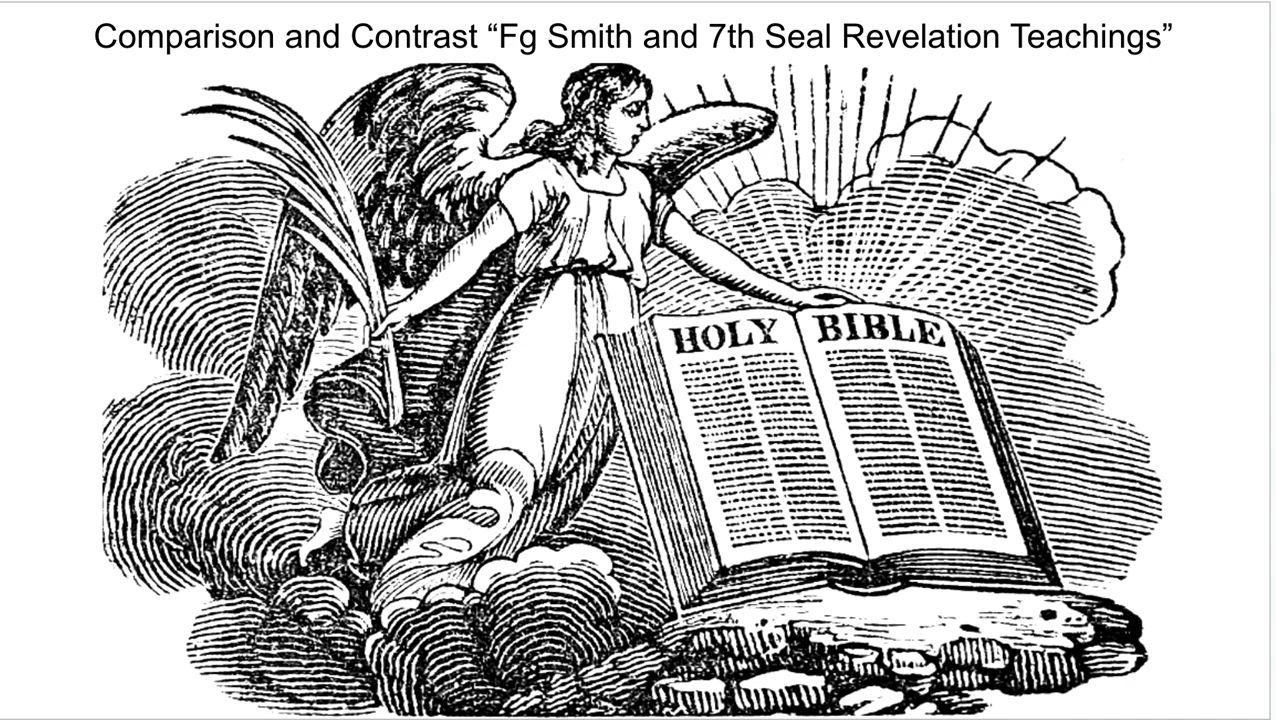 Comparison and Contrast “Fg Smith and 7th Seal Revelation Teachings”
HOLY BIBLE